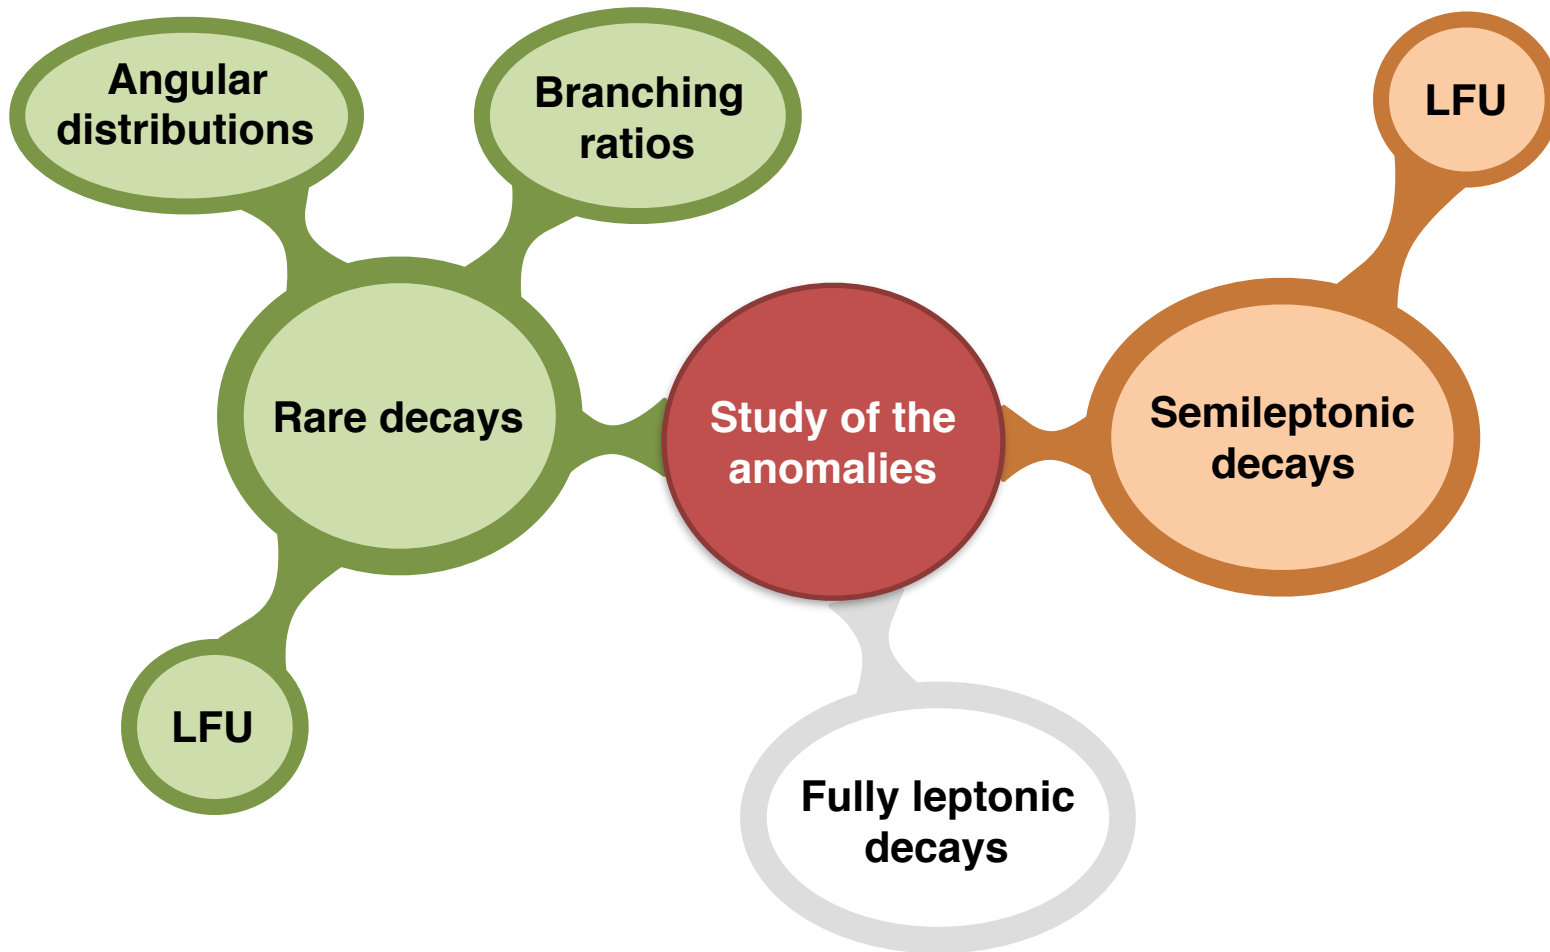 Angular
distributions
Branching
ratios
LFU
Rare decays
Study of the
anomalies
Semileptonic
decays
LFU
Fully leptonic
decays